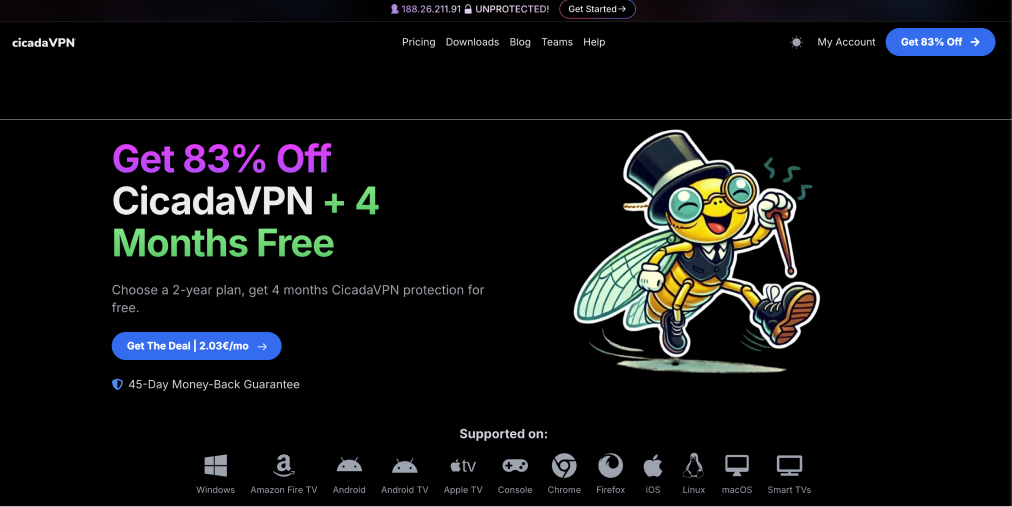 188.26.211.91 UNPROTECTED! Get Started→
cicadaVPN
Pricing Downloads Blog Teams Help
My Account
Get 83% Off →
Get 83% Off
CicadaVPN + 4
Months Free
Choose a 2-year plan, get 4 months CicadaVPN protection for
free.
Get The Deal | 2.03€/mo →
45-Day Money-Back Guarantee
Supported on:
tv
Windows Amazon Fire TV Android Android TV Apple TV Console Chrome Firefox iOS Linux macOS Smart TVs